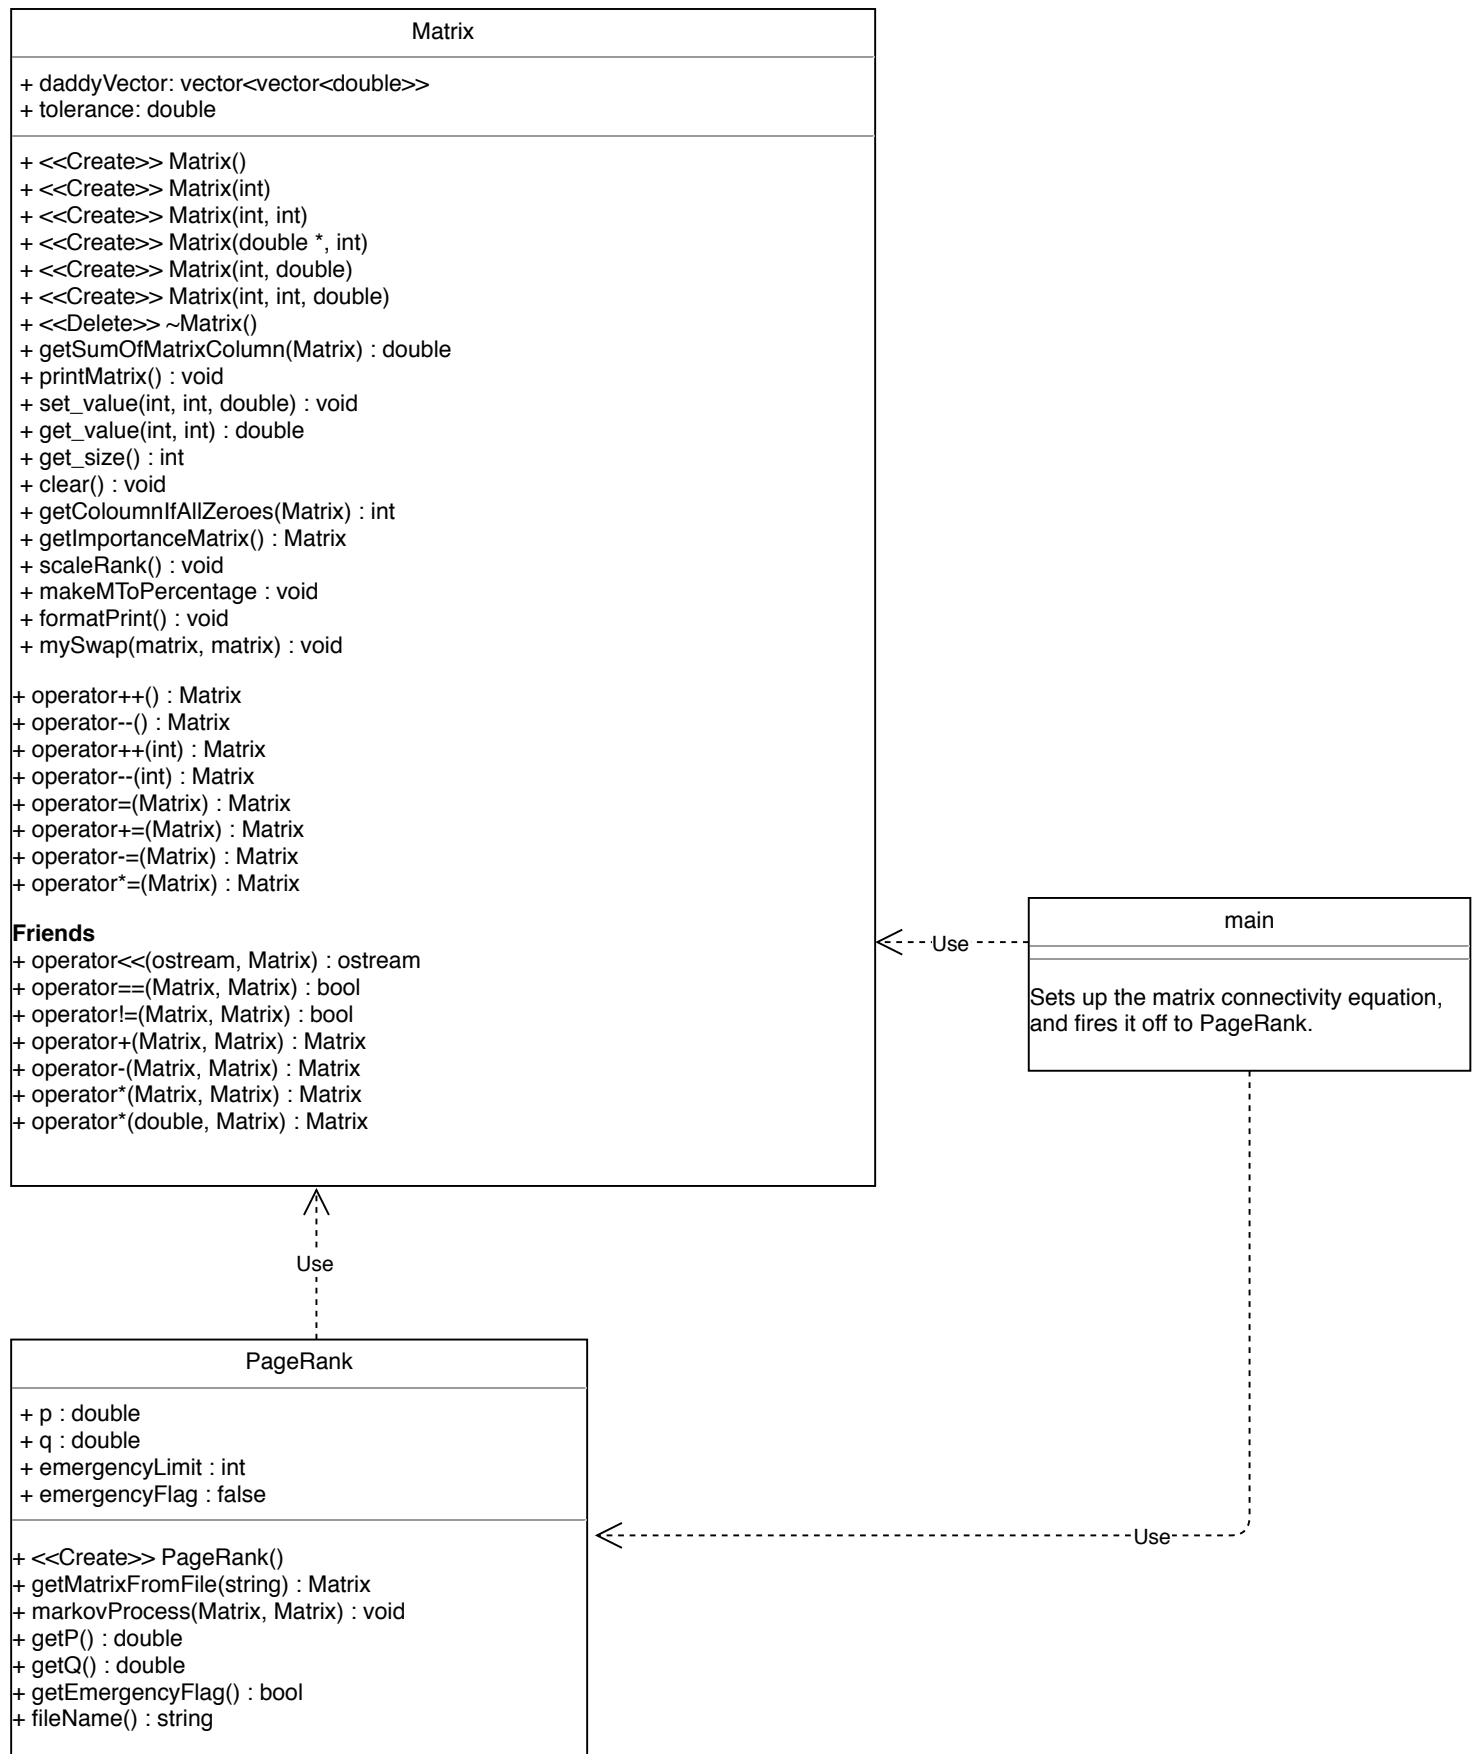 Matrix
+ daddyVector: vector<vector<double>>
+ tolerance: double
+ <<Create>> Matrix()
+ <<Create>> Matrix(int)
+ <<Create>> Matrix(int, int)
+ <<Create>> Matrix(double *, int)
+ <<Create>> Matrix(int, double)
+ <<Create>> Matrix(int, int, double)
+ <<Delete>> ~Matrix()
+ getSumOfMatrixColumn(Matrix) : double
+ printMatrix() : void
+ set_value(int, int, double) : void
+ get_value(int, int) : double
+ get_size() : int
+ clear() : void
+ getColoumnIfAllZeroes(Matrix) : int
+ getImportanceMatrix() : Matrix
+ scaleRank() : void
+ makeMToPercentage : void
+ formatPrint() : void
+ mySwap(matrix, matrix) : void
+ operator++() : Matrix
+ operator--() : Matrix
+ operator++(int) : Matrix
+ operator--(int) : Matrix
+ operator=(Matrix) : Matrix
+ operator+=(Matrix) : Matrix
+ operator-=(Matrix) : Matrix
+ operator*=(Matrix) : Matrix
Friends
+ operator<<(ostream, Matrix) : ostream
+ operator==(Matrix, Matrix) : bool
+ operator!=(Matrix, Matrix) : bool
+ operator+(Matrix, Matrix) : Matrix
+ operator-(Matrix, Matrix) : Matrix
+ operator*(Matrix, Matrix) : Matrix
+ operator*(double, Matrix) : Matrix
Use
main
Sets up the matrix connectivity equation,
and fires it off to PageRank.
Use
PageRank
+ p : double
+ q : double
+ emergencyLimit : int
+ emergencyFlag : false
+ <<Create>> PageRank()
+ getMatrixFromFile(string) : Matrix
+ markovProcess(Matrix, Matrix) : void
+ getP() : double
+ getQ() : double
+ getEmergencyFlag() : bool
+ fileName() : string
Use